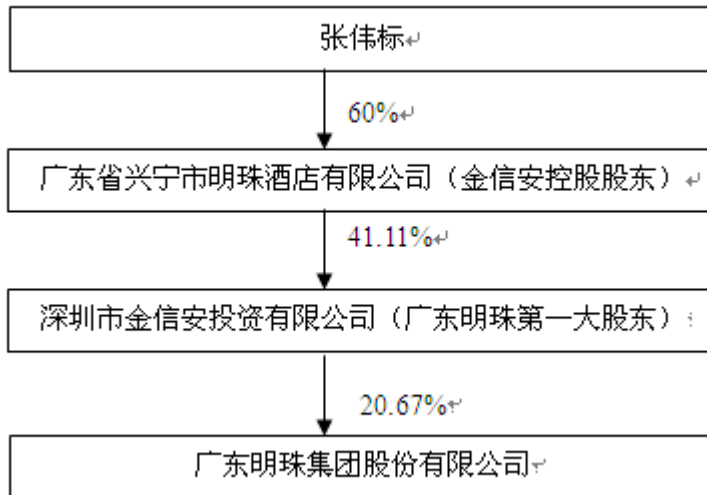 张伟标
60%
广东省兴宁市明珠酒店有限公司（金信安控股股东）
41.11%
深圳市金信安投资有限公司（广东明珠第一大股东）
20.67%
广东明珠集团股份有限公司